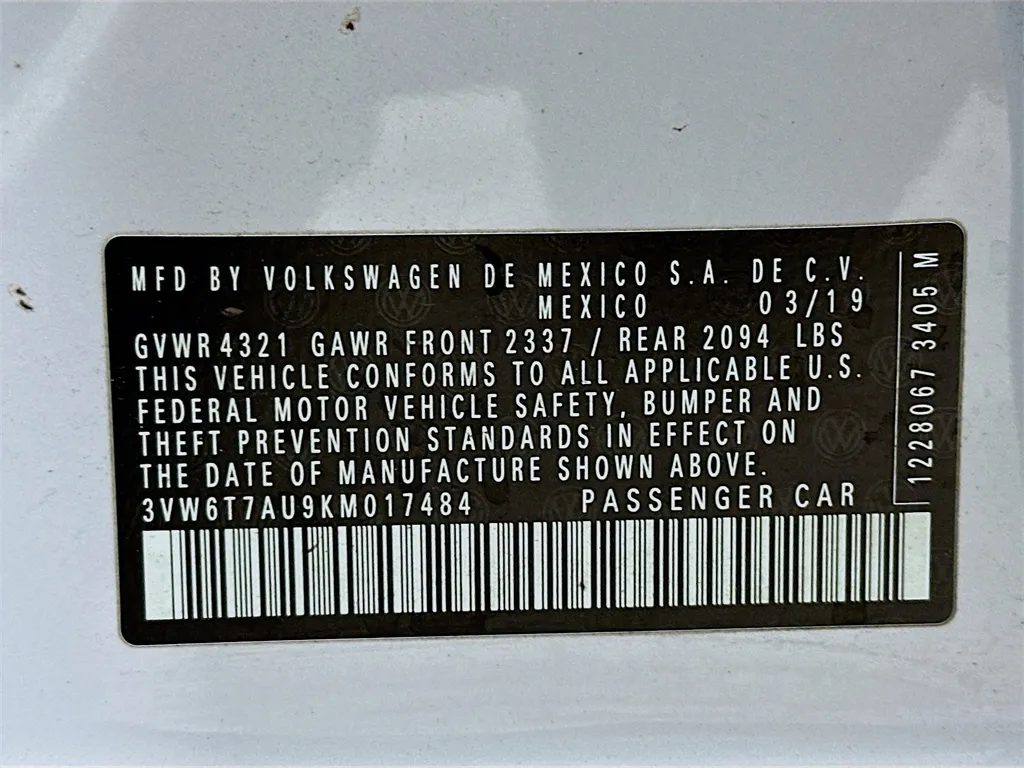 MFD BY VOLKSWAGEN DE MEXICO S.A. DE C.V.
MEXICO 03/19
GVWR 4321 GAWR FRONT 2337 / REAR 2094 LBS
THIS VEHICLE CONFORMS TO ALL APPLICABLE U.S.
FEDERAL MOTOR VEHICLE SAFETY, BUMPER AND
THEFT PREVENTION STANDARDS IN EFFECT ON
THE DATE OF MANUFACTURE SHOWN ABOVE.
3VW6T7AU9KM017484 PASSENGER CAR
1228067 3405 M